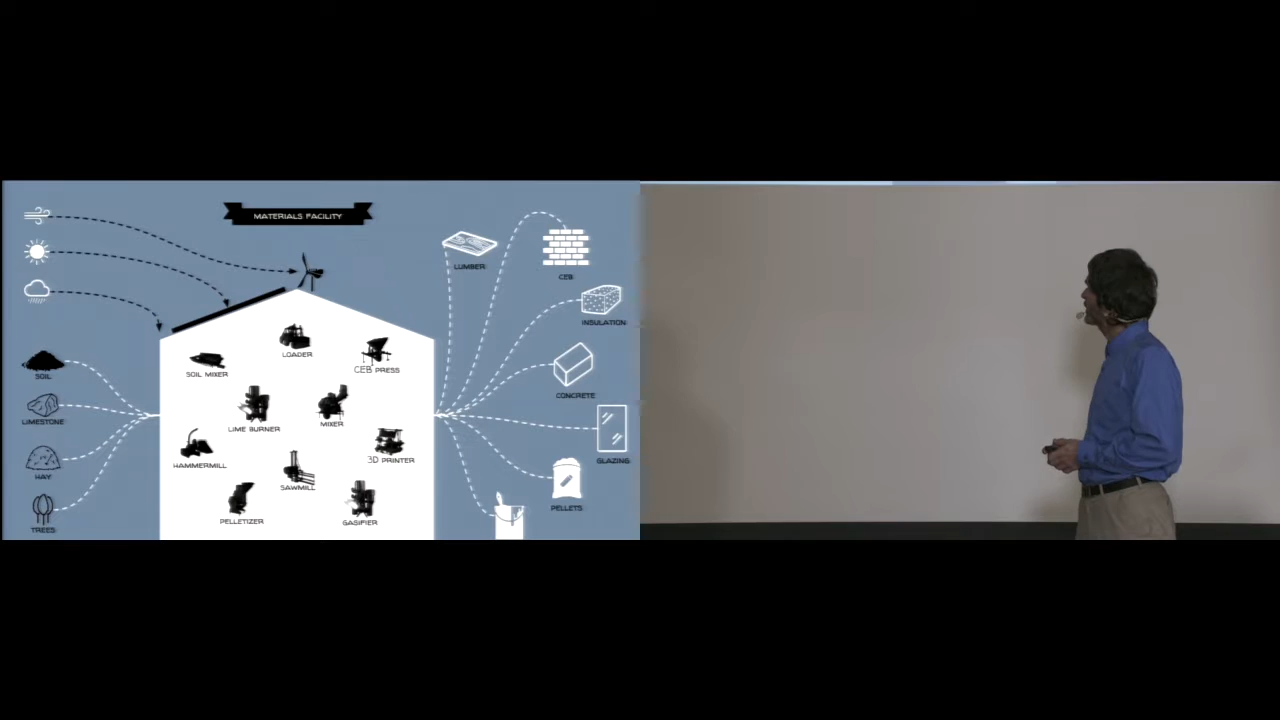 MATERIALS FACILITY
LUMBER
CEB
INSULATION
LOADER
SOIL MIXER
CEB PRESS
SOIL
CONCRETE
LIMESTONE
LIME BURNER
MIXER
HAMMERMILL
3D PRINTER
GLAZING
HAY
SAWMILL
PELLETS
PELLETIZER
GASIFIER
TREES